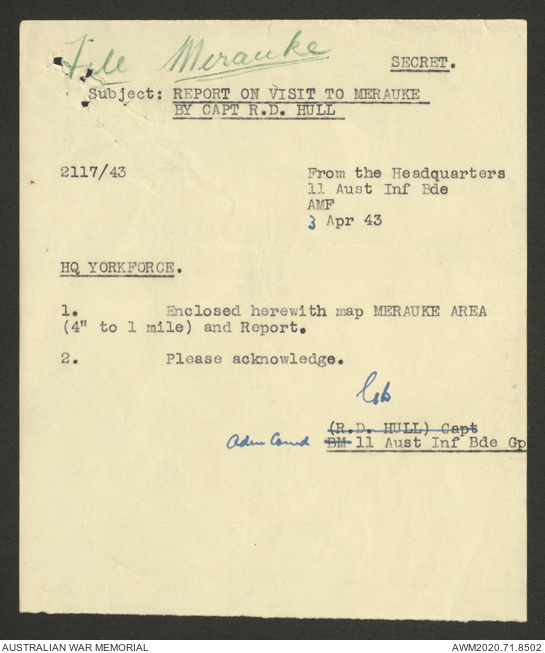 File Merauke
SECRET.
Subject: REPORT ON VISIT TO MERAUKE
BY CAPT R.D. HULL
2117/43
From the Headquarters
11 Aust Inf Bde
AMF
3 Apr 43
HQ YORKFORCE.
1. Enclosed herewith map MERAUKE AREA
(4" to 1 mile) and Report.
2. Please acknowledge.
(R.D. HULL) Capt
Adm Comd BM 11 Aust Inf Bde Gp
AUSTRALIAN WAR MEMORIAL
AWM2020.71.8502